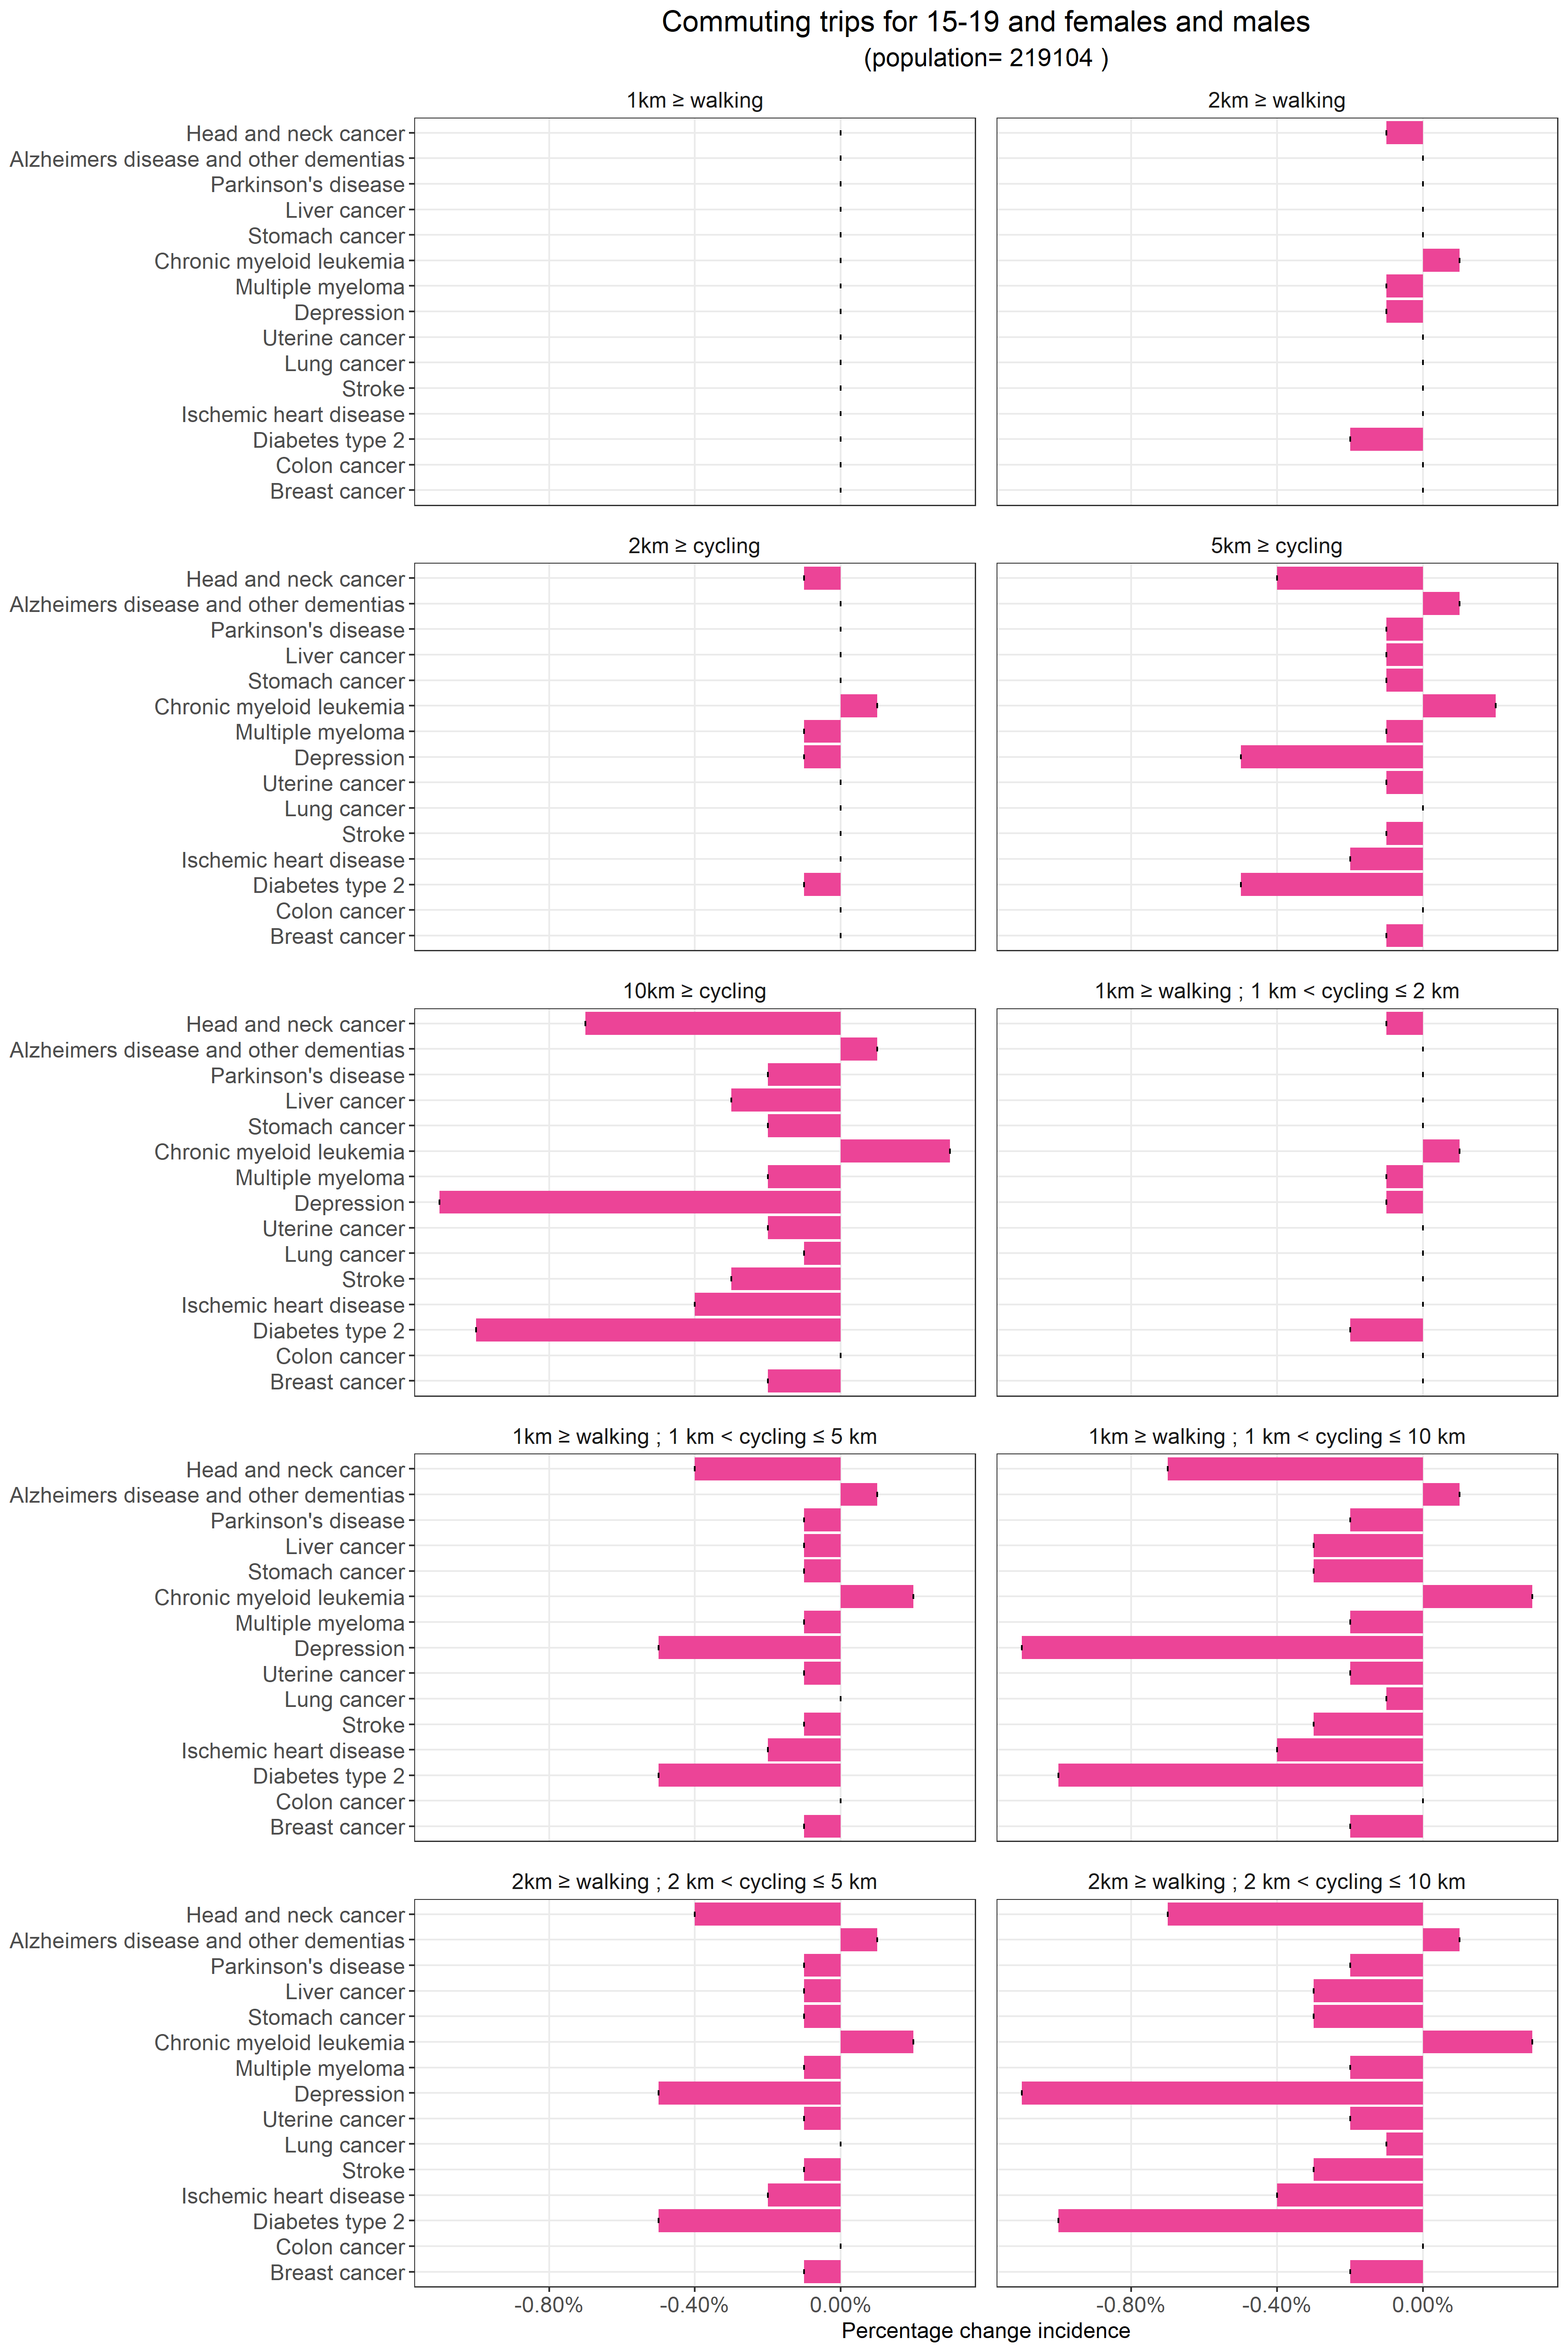 Commuting trips for 15-19 and females and males
(population= 219104 )
1km ≥ walking
2km ≥ walking
Head and neck cancer
Alzheimers disease and other dementias
Parkinson's disease
Liver cancer
Stomach cancer
Chronic myeloid leukemia
Multiple myeloma
Depression
Uterine cancer
Lung cancer
Stroke
Ischemic heart disease
Diabetes type 2
Colon cancer
Breast cancer
2km ≥ cycling
5km ≥ cycling
Head and neck cancer
Alzheimers disease and other dementias
Parkinson's disease
Liver cancer
Stomach cancer
Chronic myeloid leukemia
Multiple myeloma
Depression
Uterine cancer
Lung cancer
Stroke
Ischemic heart disease
Diabetes type 2
Colon cancer
Breast cancer
10km ≥ cycling
1km ≥ walking ; 1 km < cycling ≤ 2 km
Head and neck cancer
Alzheimers disease and other dementias
Parkinson's disease
Liver cancer
Stomach cancer
Chronic myeloid leukemia
Multiple myeloma
Depression
Uterine cancer
Lung cancer
Stroke
Ischemic heart disease
Diabetes type 2
Colon cancer
Breast cancer
1km ≥ walking ; 1 km < cycling ≤ 5 km
1km ≥ walking ; 1 km < cycling ≤ 10 km
Head and neck cancer
Alzheimers disease and other dementias
Parkinson's disease
Liver cancer
Stomach cancer
Chronic myeloid leukemia
Multiple myeloma
Depression
Uterine cancer
Lung cancer
Stroke
Ischemic heart disease
Diabetes type 2
Colon cancer
Breast cancer
2km ≥ walking ; 2 km < cycling ≤ 5 km
2km ≥ walking ; 2 km < cycling ≤ 10 km
Head and neck cancer
Alzheimers disease and other dementias
Parkinson's disease
Liver cancer
Stomach cancer
Chronic myeloid leukemia
Multiple myeloma
Depression
Uterine cancer
Lung cancer
Stroke
Ischemic heart disease
Diabetes type 2
Colon cancer
Breast cancer
-0.80% -0.40% 0.00%
-0.80% -0.40% 0.00%
Percentage change incidence